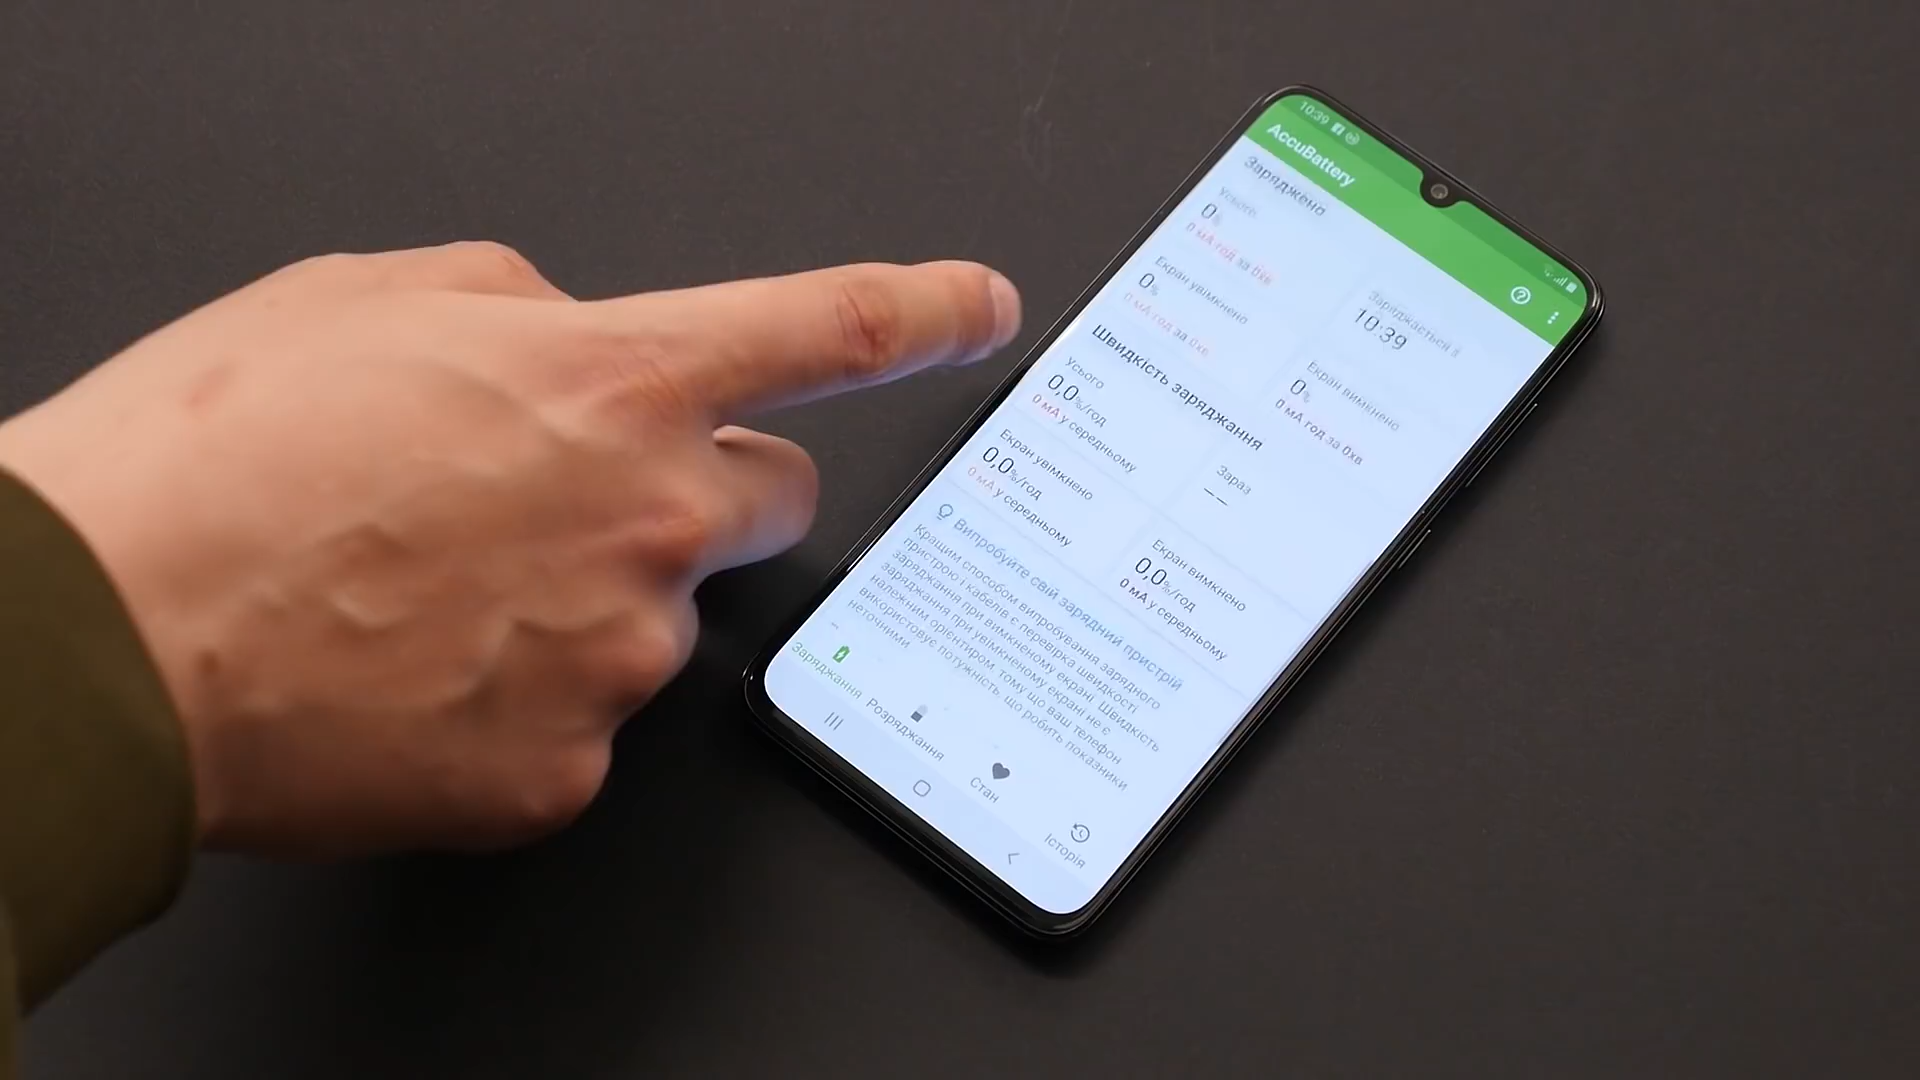 10:39
AccuBattery
Заряджено
Усього
0%
0 мА·год за 0хв
Заряджається з
10:39
Екран увімкнено
0%
0 мА·год за 0хв
Екран вимкнено
0%
0 мА·год за 0хв
Швидкість заряджання
Усього
0,0%/год
0 мА у середньому
Зараз
——
Екран увімкнено
0,0%/год
0 мА у середньому
Екран вимкнено
0,0%/год
0 мА у середньому
Випробуйте свій зарядний пристрій
Кращим способом випробування зарядного
пристрою і кабелів є перевірка швидкості
заряджання при вимкненому екрані. Швидкість
заряджання при увімкненому екрані не є
належним орієнтиром, тому що ваш телефон
використовує потужність, що робить показники
неточними.
Заряджання
Розряджання
Стан
Історія